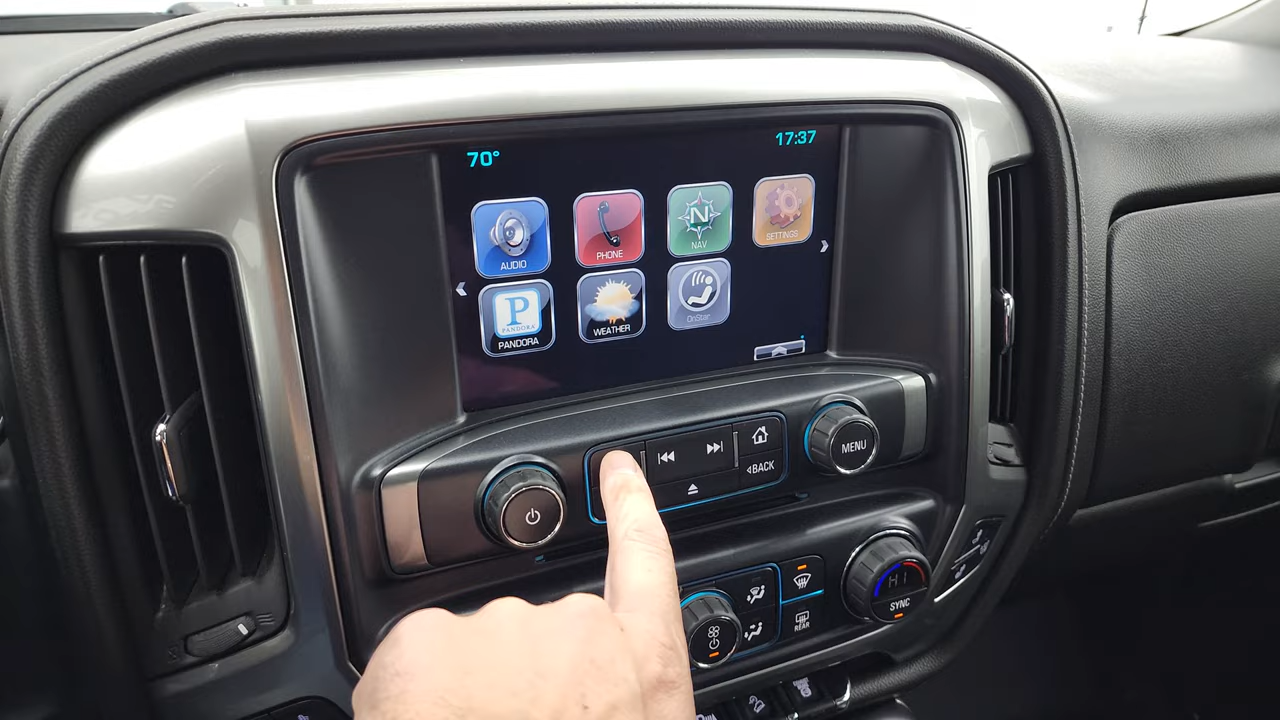 70°
17:37
AUDIO
PHONE
N
NAV
SETTINGS
P
PANDORA
PANDORA
WEATHER
OnStar
BACK
MENU
HI
SYNC
REAR